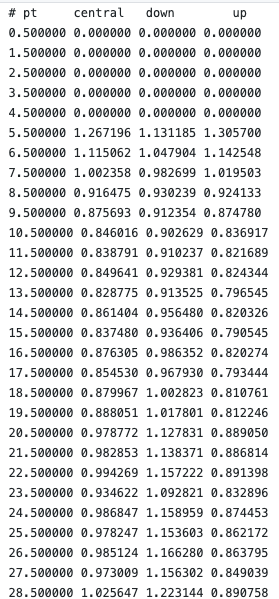 # pt central down up
0.500000 0.000000 0.000000 0.000000
1.500000 0.000000 0.000000 0.000000
2.500000 0.000000 0.000000 0.000000
3.500000 0.000000 0.000000 0.000000
4.500000 0.000000 0.000000 0.000000
5.500000 1.267196 1.131185 1.305700
6.500000 1.115062 1.047904 1.142548
7.500000 1.002358 0.982699 1.019503
8.500000 0.916475 0.930239 0.924133
9.500000 0.875693 0.912354 0.874780
10.500000 0.846016 0.902629 0.836917
11.500000 0.838791 0.910237 0.821689
12.500000 0.849641 0.929381 0.824344
13.500000 0.828775 0.913525 0.796545
14.500000 0.861404 0.956480 0.820326
15.500000 0.837480 0.936406 0.790545
16.500000 0.876305 0.986352 0.820274
17.500000 0.854530 0.967930 0.793444
18.500000 0.879967 1.002823 0.810761
19.500000 0.888051 1.017801 0.812246
20.500000 0.978772 1.127831 0.889050
21.500000 0.982853 1.138371 0.886814
22.500000 0.994269 1.157222 0.891398
23.500000 0.934622 1.092821 0.832896
24.500000 0.986847 1.158959 0.874453
25.500000 0.978247 1.153603 0.862172
26.500000 0.985124 1.166280 0.863795
27.500000 0.973009 1.156302 0.849039
28.500000 1.025647 1.223144 0.890758